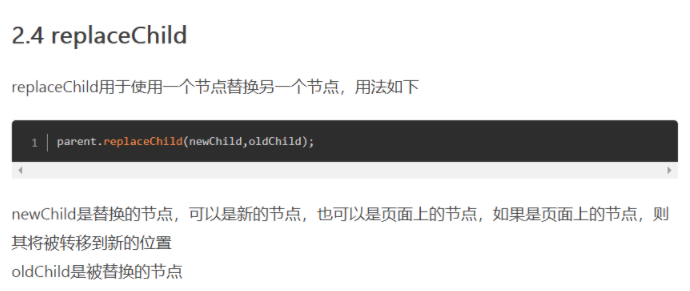 2.4 replaceChild
replaceChild用于使用一个节点替换另一个节点，用法如下
1 parent.replaceChild(newChild,oldChild);
newChild是替换的节点，可以是新的节点，也可以是页面上的节点，如果是页面上的节点，则
其将被转移到新的位置
oldChild是被替换的节点